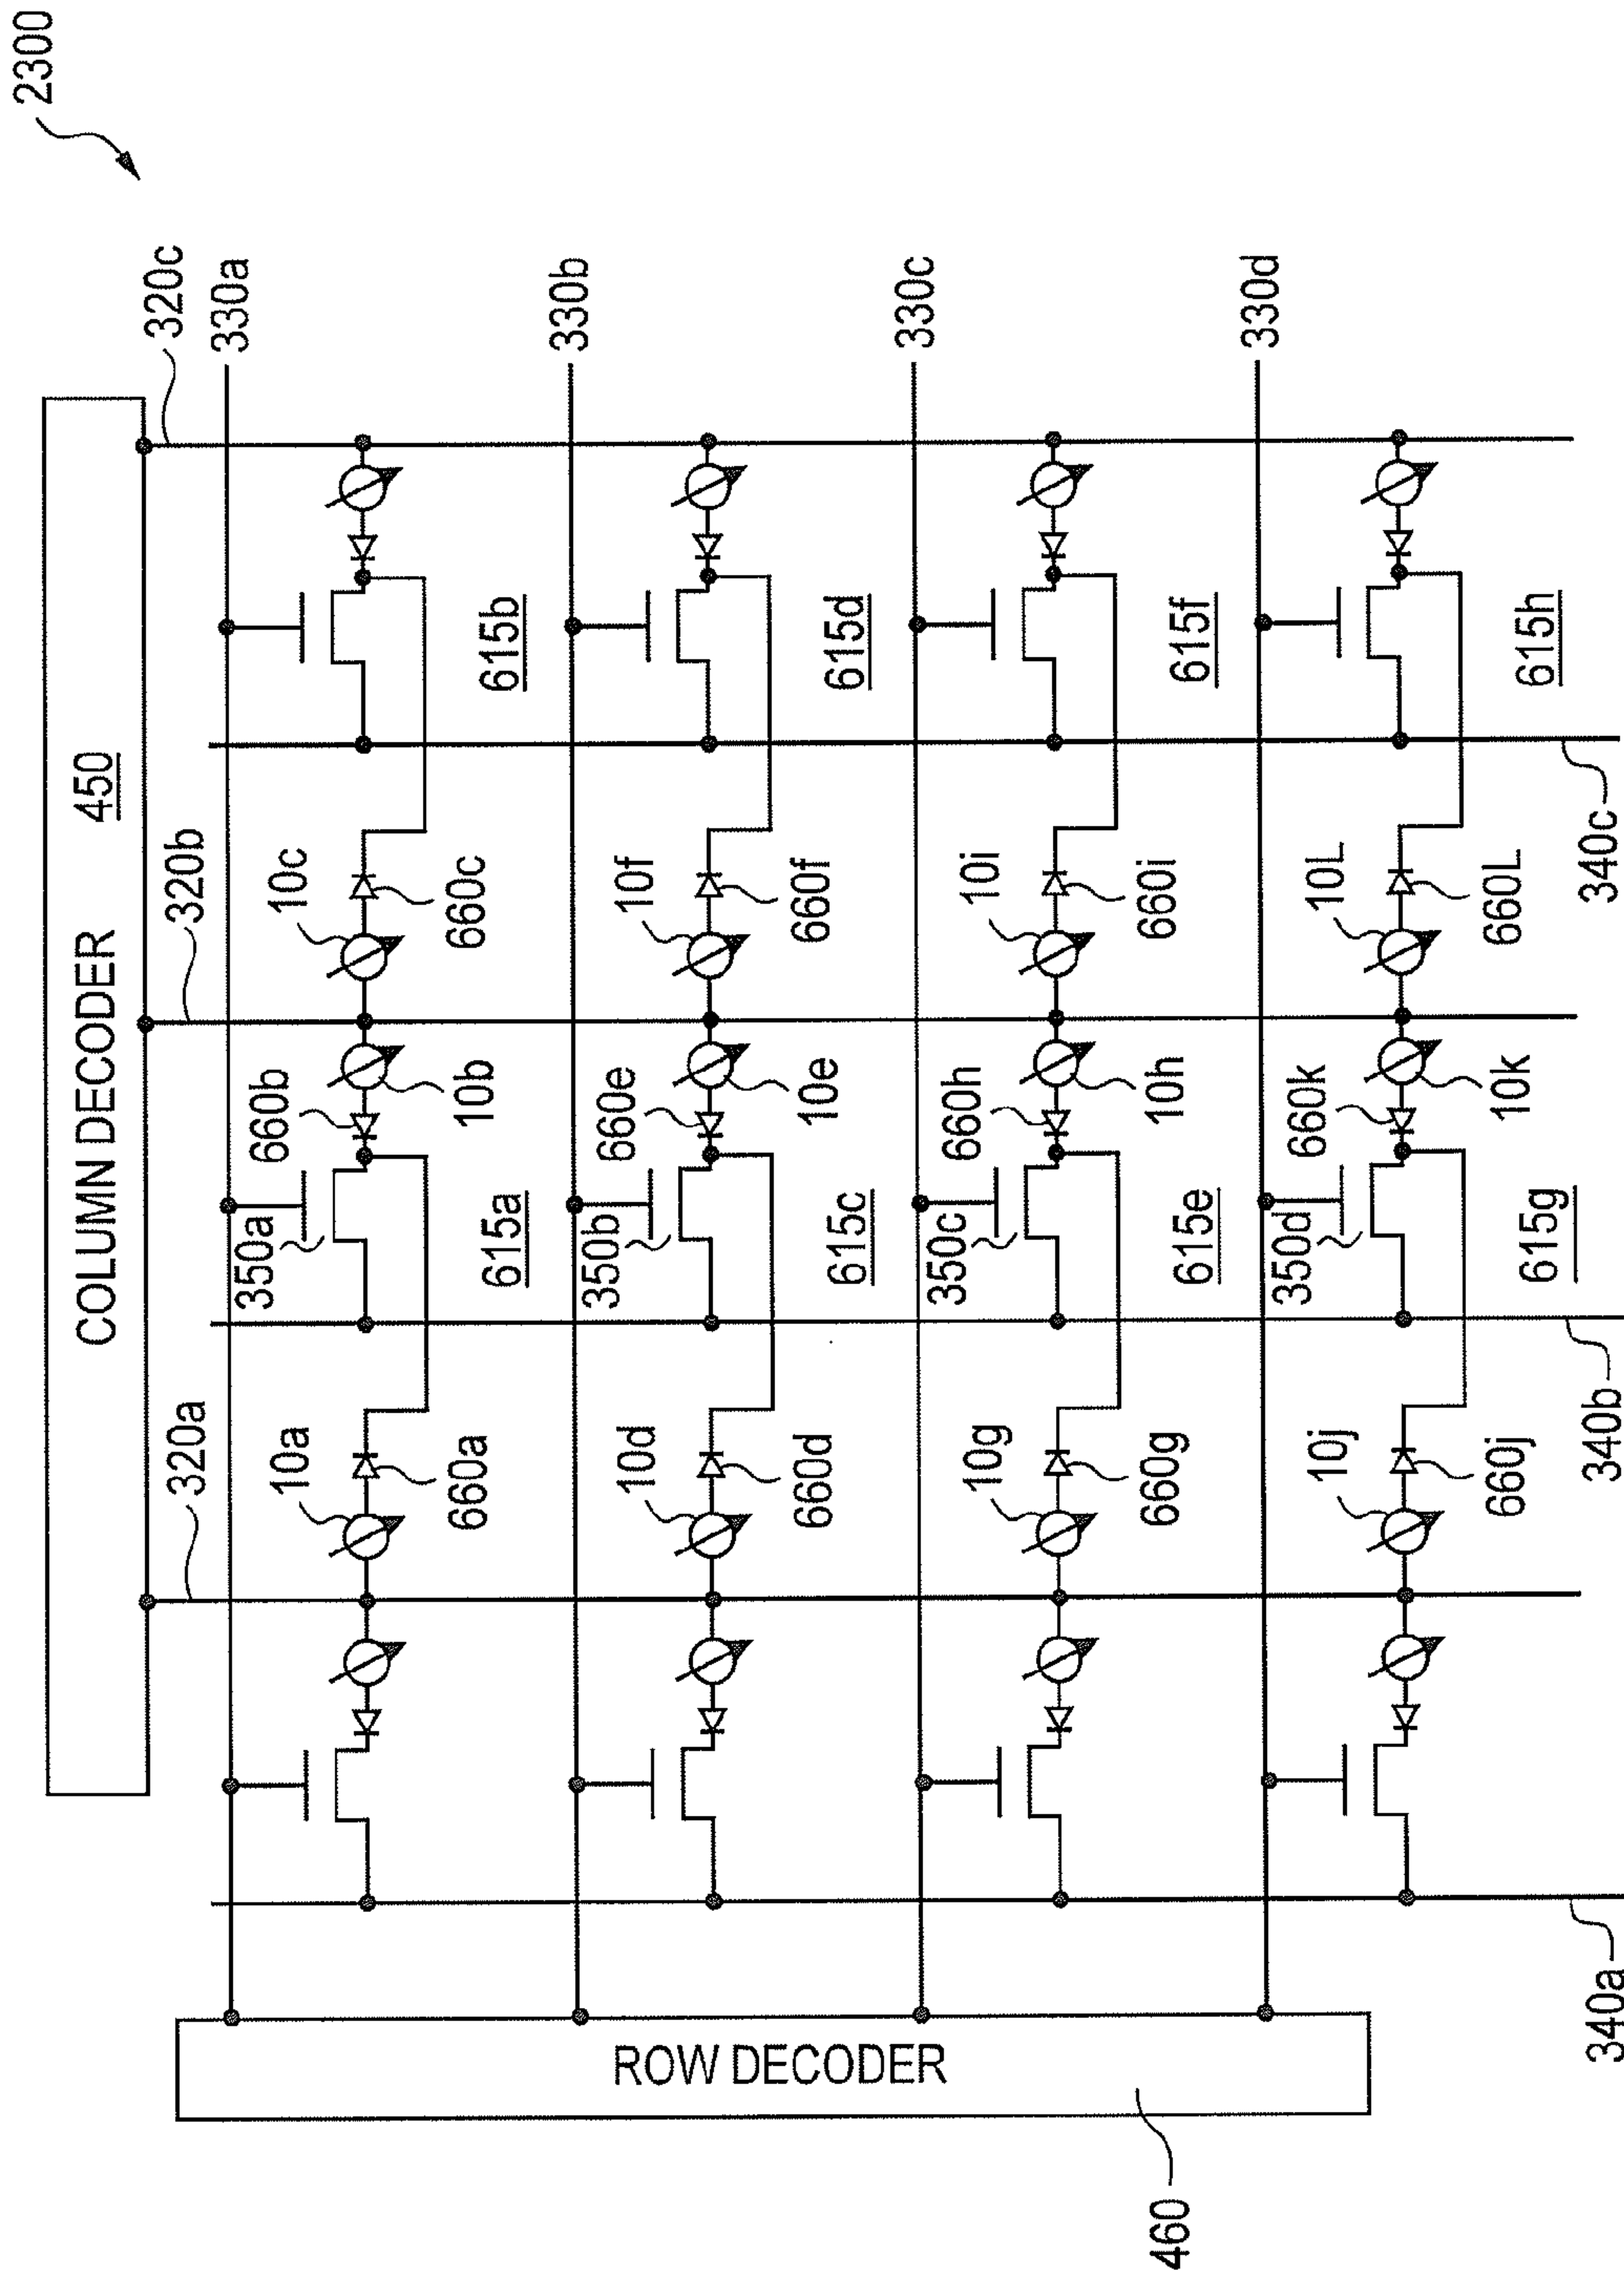 2300
COLUMN DECODER
450
320a
320b
320c
330a
350a
660b
10a
10c
10b
660a
660c
615a
615b
330b
350b
660e
10d
10f
10e
660d
660f
615c
615d
330c
350c
660h
10g
10i
10h
660g
660i
615e
615f
330d
350d
660k
10j
10L
10k
660j
660L
615g
615h
340a
340b
340c
ROW DECODER
460